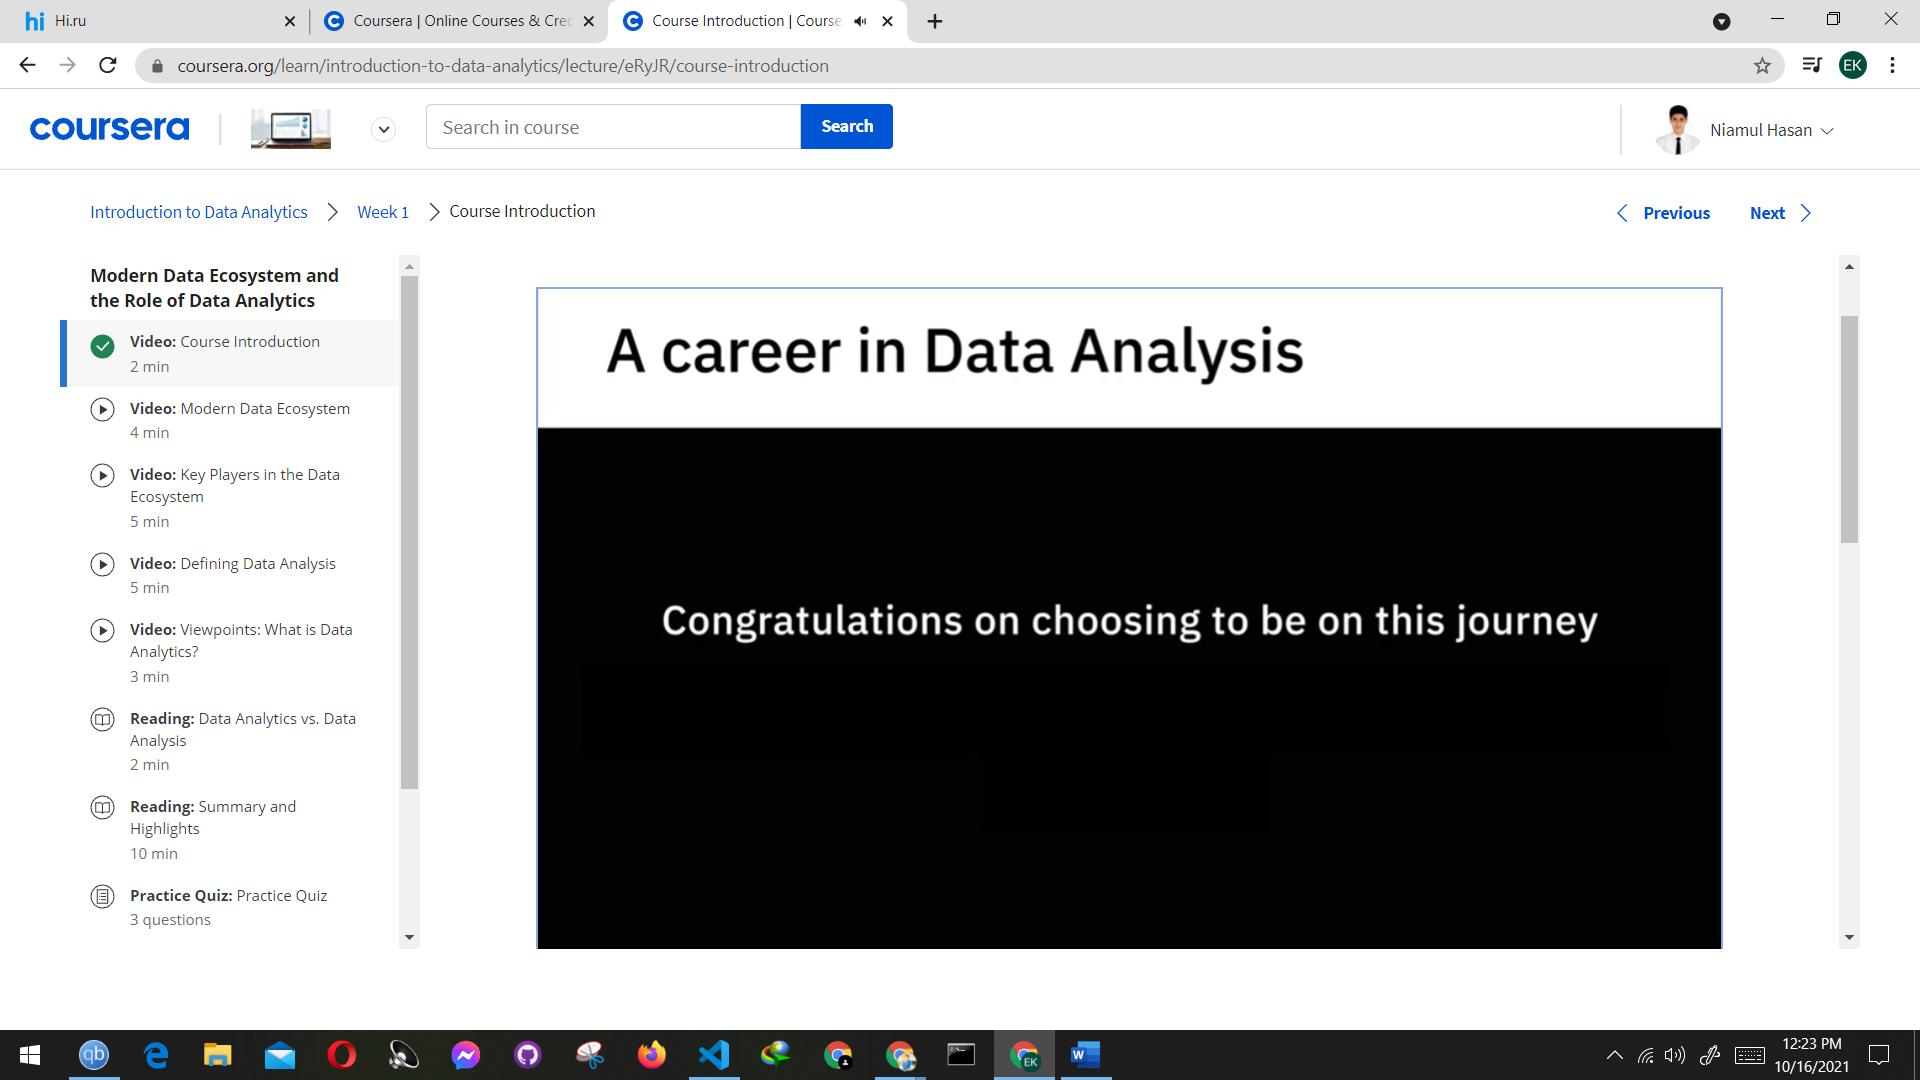 Hi.ru
Coursera | Online Courses & Cre
Course Introduction | Course
coursera.org/learn/introduction-to-data-analytics/lecture/eRyJR/course-introduction
EK
coursera
Search in course
Search
Niamul Hasan
Introduction to Data Analytics
Week 1
Course Introduction
Previous
Next
Modern Data Ecosystem and
the Role of Data Analytics
Video: Course Introduction
2 min
Video: Modern Data Ecosystem
4 min
Video: Key Players in the Data
Ecosystem
5 min
Video: Defining Data Analysis
5 min
Video: Viewpoints: What is Data
Analytics?
3 min
Reading: Data Analytics vs. Data
Analysis
2 min
Reading: Summary and
Highlights
10 min
Practice Quiz: Practice Quiz
3 questions
A career in Data Analysis
Congratulations on choosing to be on this journey
12:23 PM
10/16/2021